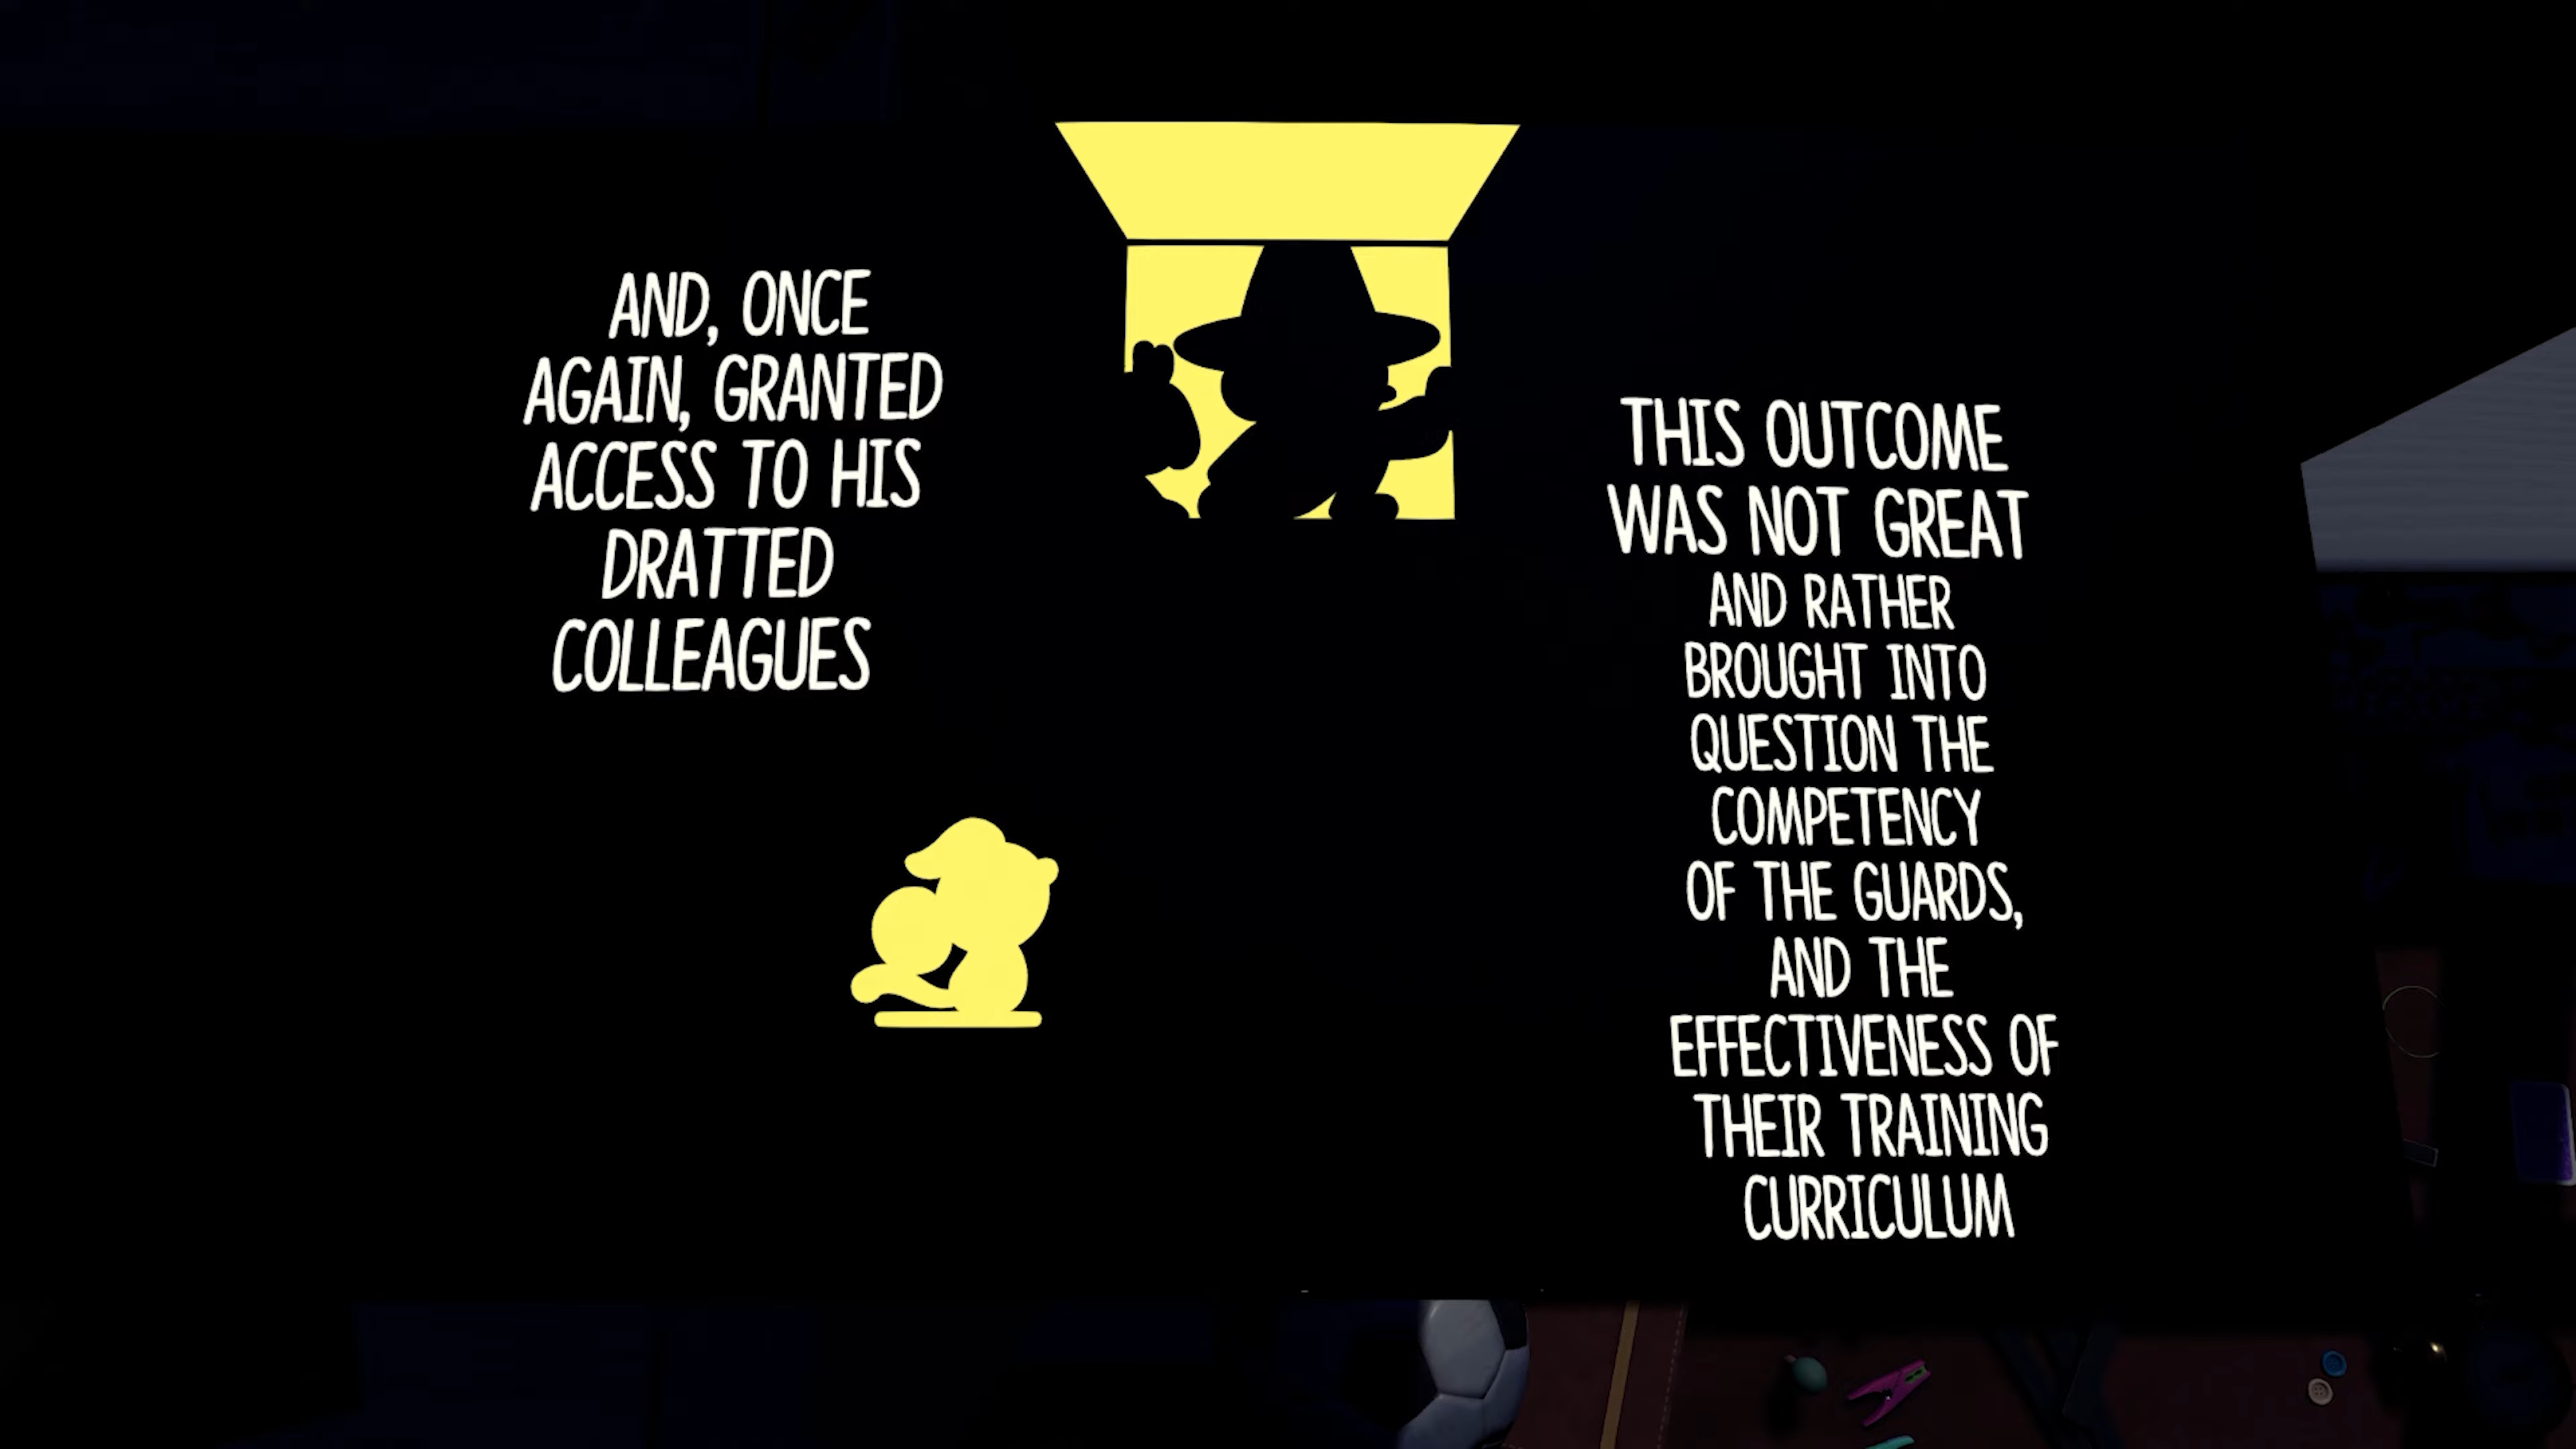 AND, ONCE
AGAIN, GRANTED
ACCESS TO HIS
DRATTED
COLLEAGUES
THIS OUTCOME
WAS NOT GREAT
AND RATHER
BROUGHT INTO
QUESTION THE
COMPETENCY
OF THE GUARDS,
AND THE
EFFECTIVENESS OF
THEIR TRAINING
CURRICULUM